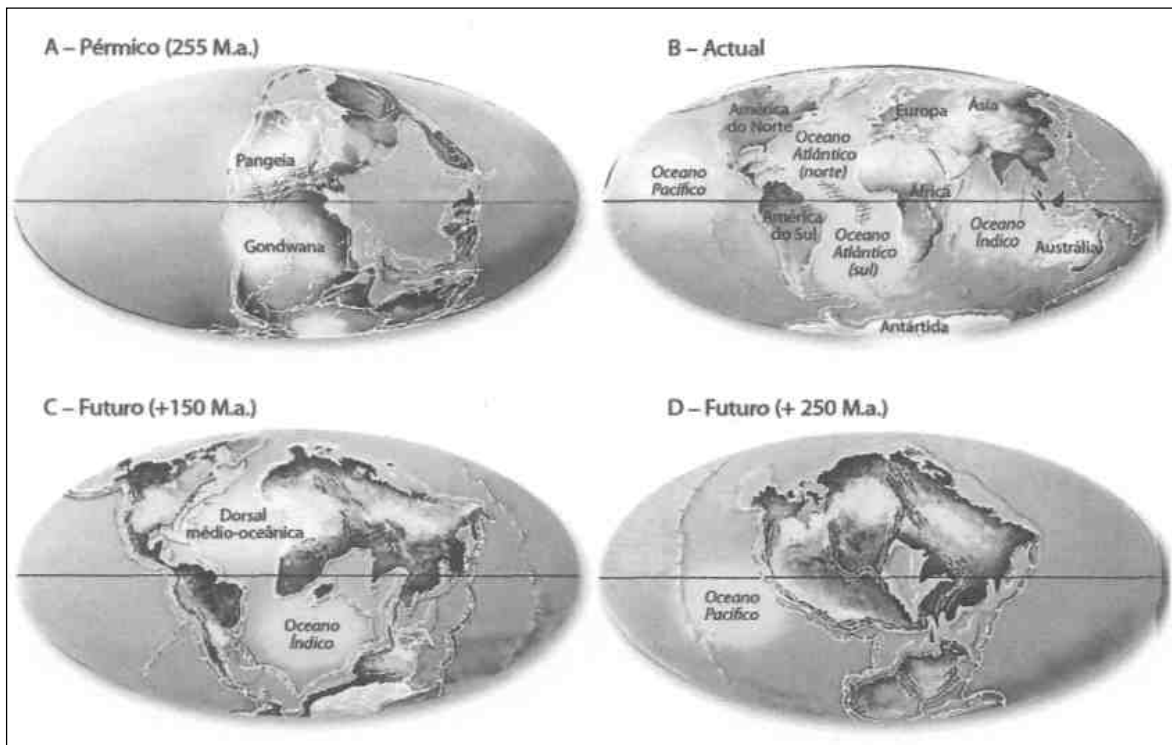 A – Pérmico (255 M.a.)
Pangeia
Gondwana
B – Actual
América
do Norte
Europa
Ásia
Oceano
Atlântico
(norte)
Oceano
Pacífico
África
América
do Sul
Oceano
Atlântico
(sul)
Oceano
Índico
Austrália
Antártida
C – Futuro (+150 M.a.)
Dorsal
médio-oceânica
Oceano
Índico
D – Futuro (+ 250 M.a.)
Oceano
Pacífico